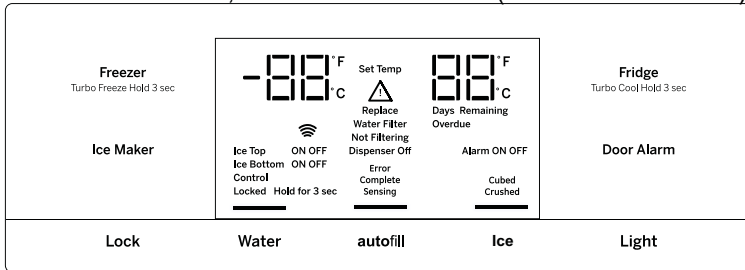 Freezer
Turbo Freeze Hold 3 sec
Ice Maker
-88 °F °C
Set Temp
!
Replace
Water Filter
Not Filtering
Dispenser Off
Error
Complete
Sensing
88 °F °C
Days Remaining
Overdue
Ice Top ON OFF
Ice Bottom ON OFF
Control
Locked Hold for 3 sec
Alarm ON OFF
Cubed
Crushed
Fridge
Turbo Cool Hold 3 sec
Door Alarm
Lock
Water
autofill
Ice
Light